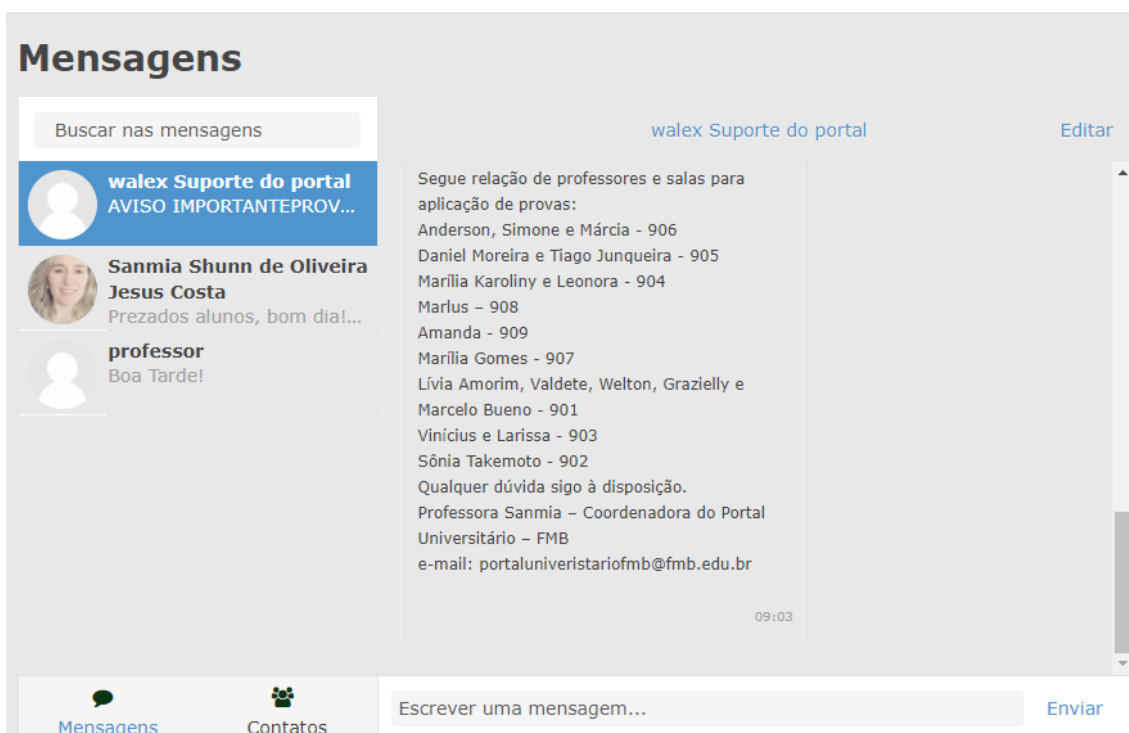 Mensagens
Buscar nas mensagens
walex Suporte do portal
AVISO IMPORTANTEPROV...
Sanmia Shunn de Oliveira
Jesus Costa
Prezados alunos, bom dia!...
professor
Boa Tarde!
Mensagens
Contatos
walex Suporte do portal
Editar
Segue relação de professores e salas para
aplicação de provas:
Anderson, Simone e Márcia - 906
Daniel Moreira e Tiago Junqueira - 905
Marília Karoliny e Leonora - 904
Marlus – 908
Amanda - 909
Marília Gomes - 907
Lívia Amorim, Valdete, Welton, Grazielly e
Marcelo Bueno - 901
Vinícius e Larissa - 903
Sônia Takemoto - 902
Qualquer dúvida sigo à disposição.
Professora Sanmia – Coordenadora do Portal
Universitário – FMB
e-mail: portaluniveristariofmb@fmb.edu.br
09:03
Escrever uma mensagem...
Enviar